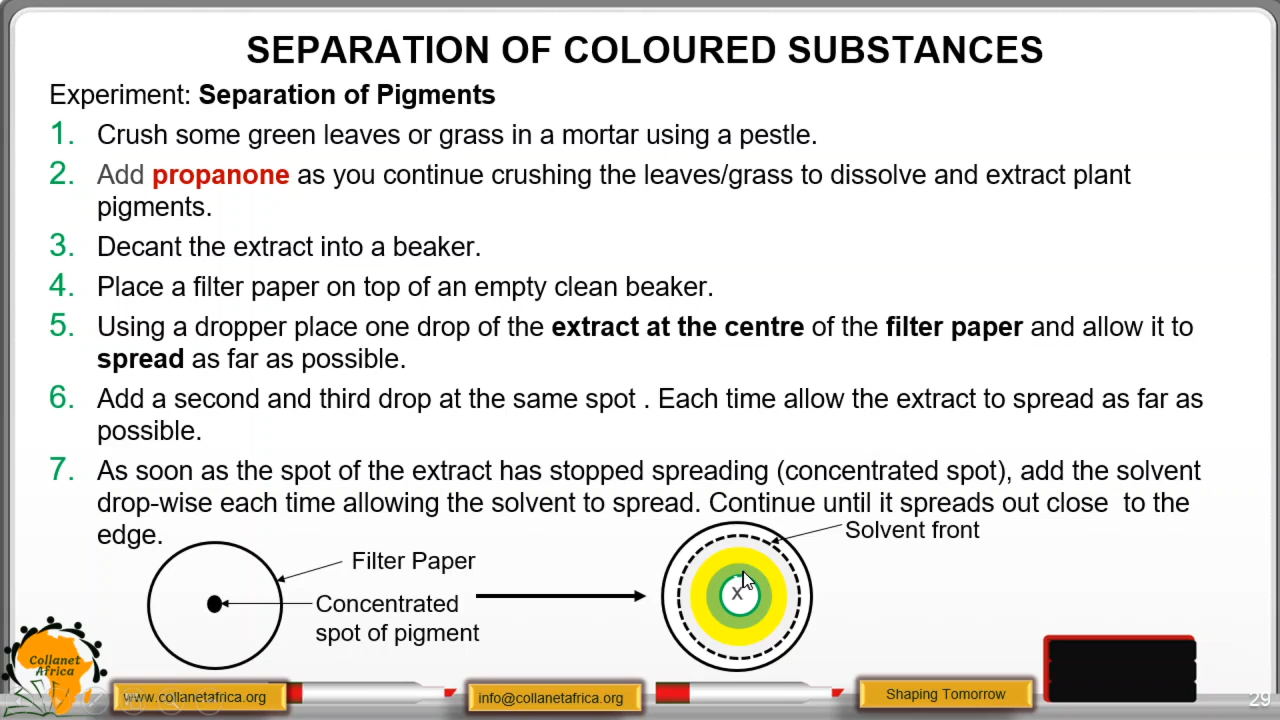 SEPARATION OF COLOURED SUBSTANCES
Experiment: Separation of Pigments
1. Crush some green leaves or grass in a mortar using a pestle.
2. Add propanone as you continue crushing the leaves/grass to dissolve and extract plant
pigments.
3. Decant the extract into a beaker.
4. Place a filter paper on top of an empty clean beaker.
5. Using a dropper place one drop of the extract at the centre of the filter paper and allow it to
spread as far as possible.
6. Add a second and third drop at the same spot . Each time allow the extract to spread as far as
possible.
7. As soon as the spot of the extract has stopped spreading (concentrated spot), add the solvent
drop-wise each time allowing the solvent to spread. Continue until it spreads out close to the
edge.
Solvent front
Filter Paper
Concentrated
spot of pigment
x
Collanet
Africa
www.collanetafrica.org
info@collanetafrica.org
Shaping Tomorrow
29